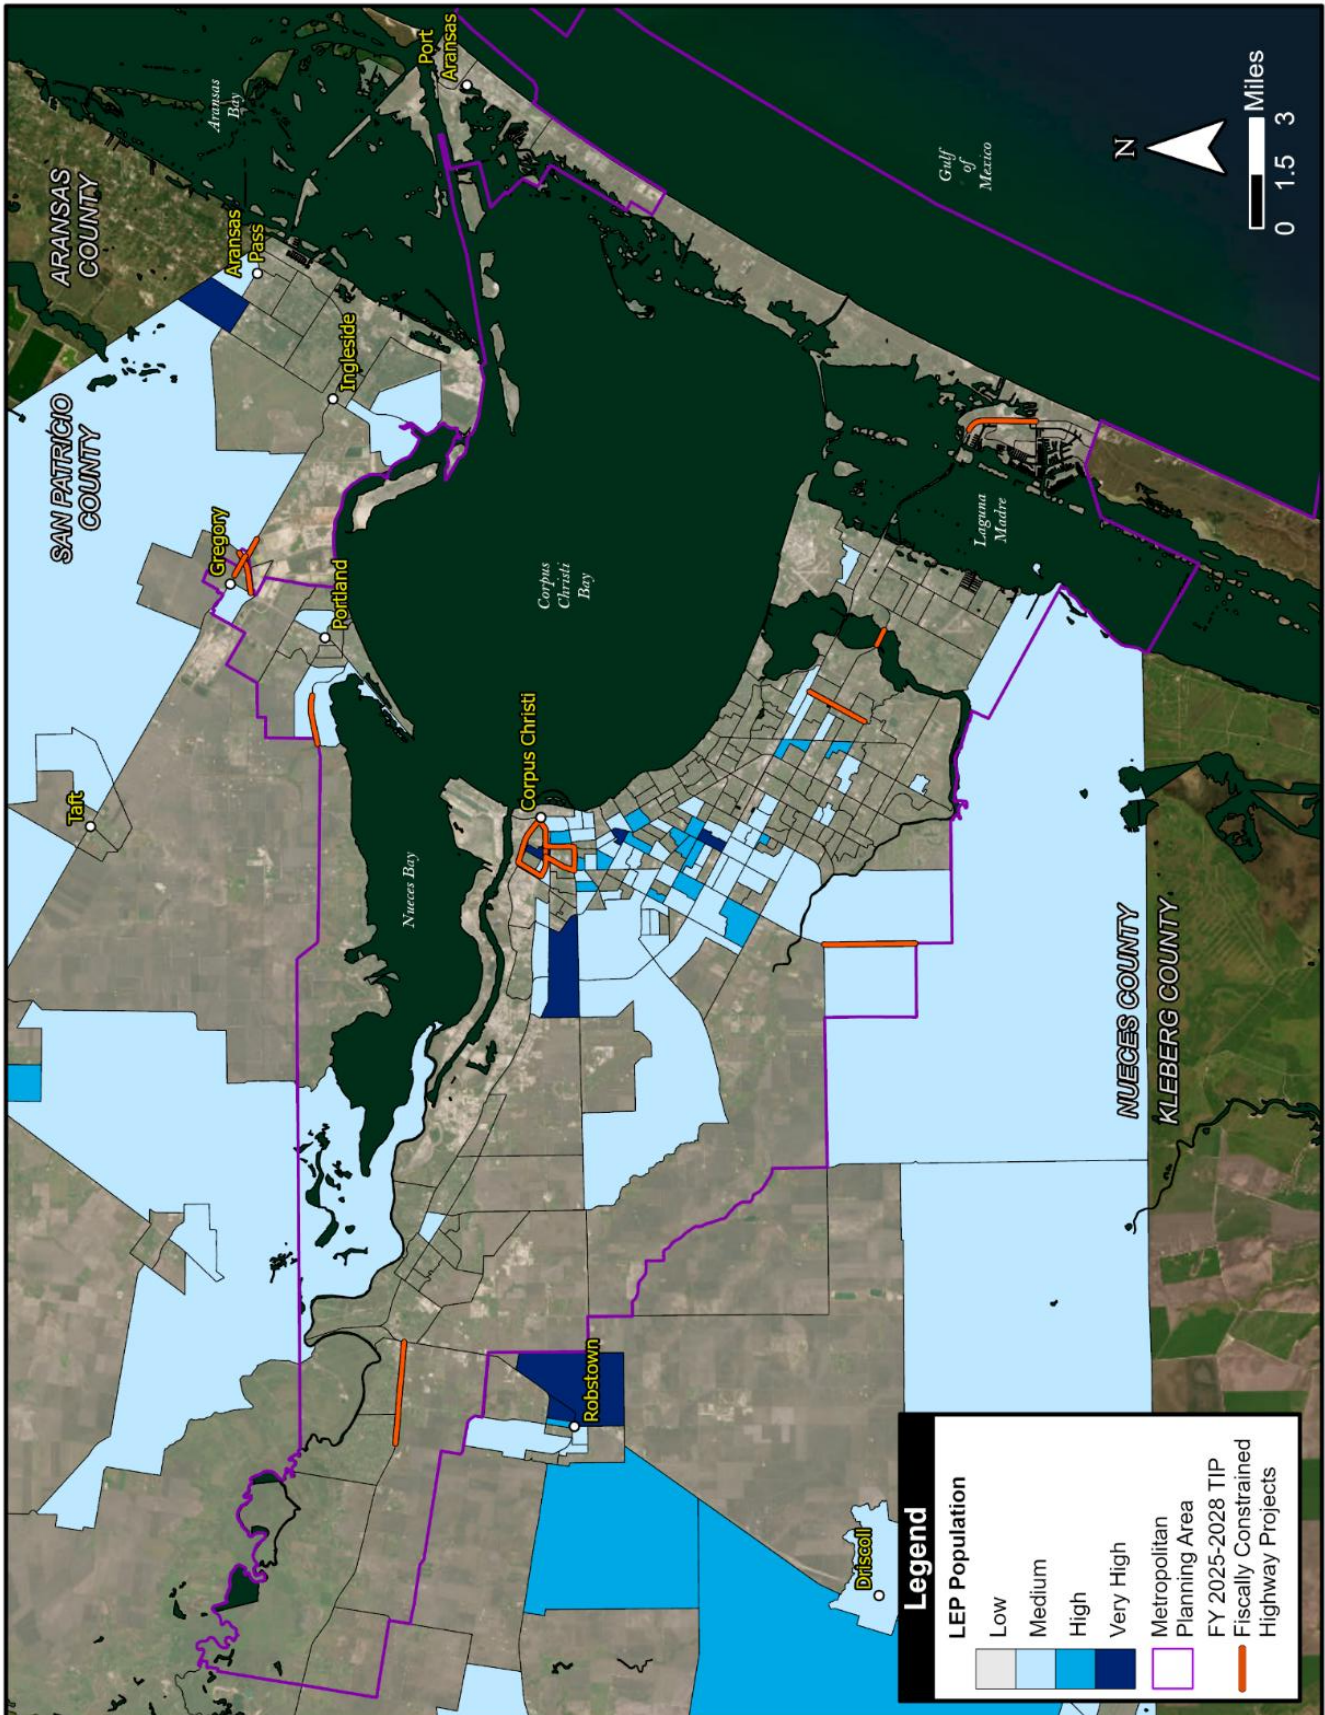 ARANSAS
COUNTY
Aransas
Bay
Port
Aransas
Aransas
Pass
SAN PATRICIO
COUNTY
Ingleside
Gregory
Portland
Taft
Corpus
Christi
Bay
Gulf
of
Mexico
Laguna
Madre
Nueces Bay
Corpus Christi
Robstown
Driscoll
NUECES COUNTY
KLEBERG COUNTY
N
Miles
0 1.5 3
Legend
LEP Population
Low
Medium
High
Very High
Metropolitan
Planning Area
FY 2025-2028 TIP
Fiscally Constrained
Highway Projects